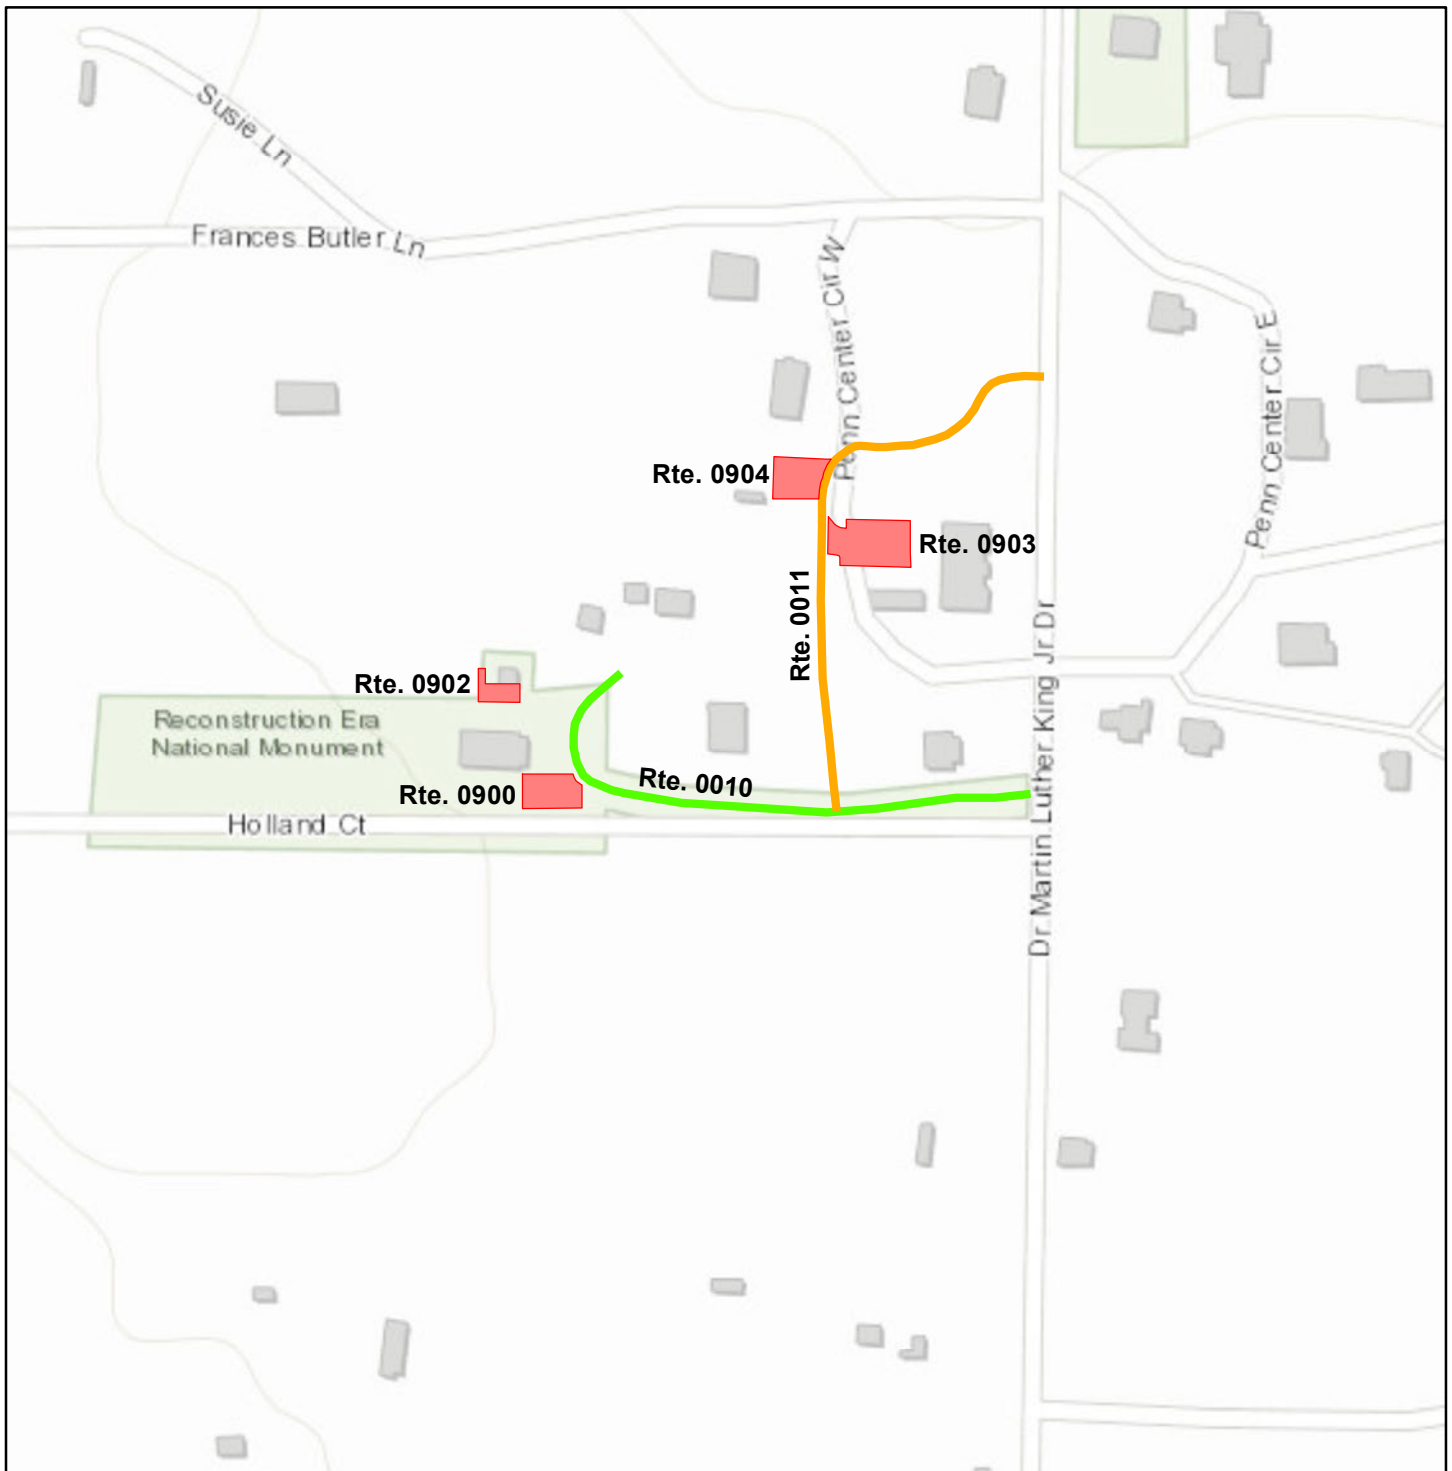 Susie Ln
Frances Butler Ln
Penn Center Cir W
Penn Center Cir E
Rte. 0904
Rte. 0903
Rte. 0011
Rte. 0902
Reconstruction Era
National Monument
Rte. 0010
Rte. 0900
Holland Ct
Dr Martin Luther King Jr Dr